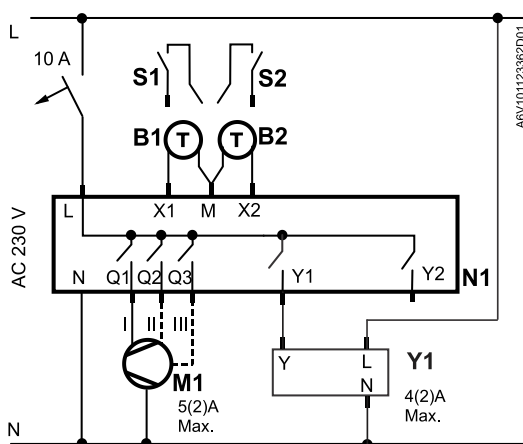 L
10 A
S1
S2
A6V101123362D01
B1
T
T
B2
AC 230 V
L
X1
M
X2
N
Q1
Q2
Q3
Y1
Y2
N1
I
II
III
Y
L
Y1
N
M1
5(2)A
Max.
4(2)A
Max.
N